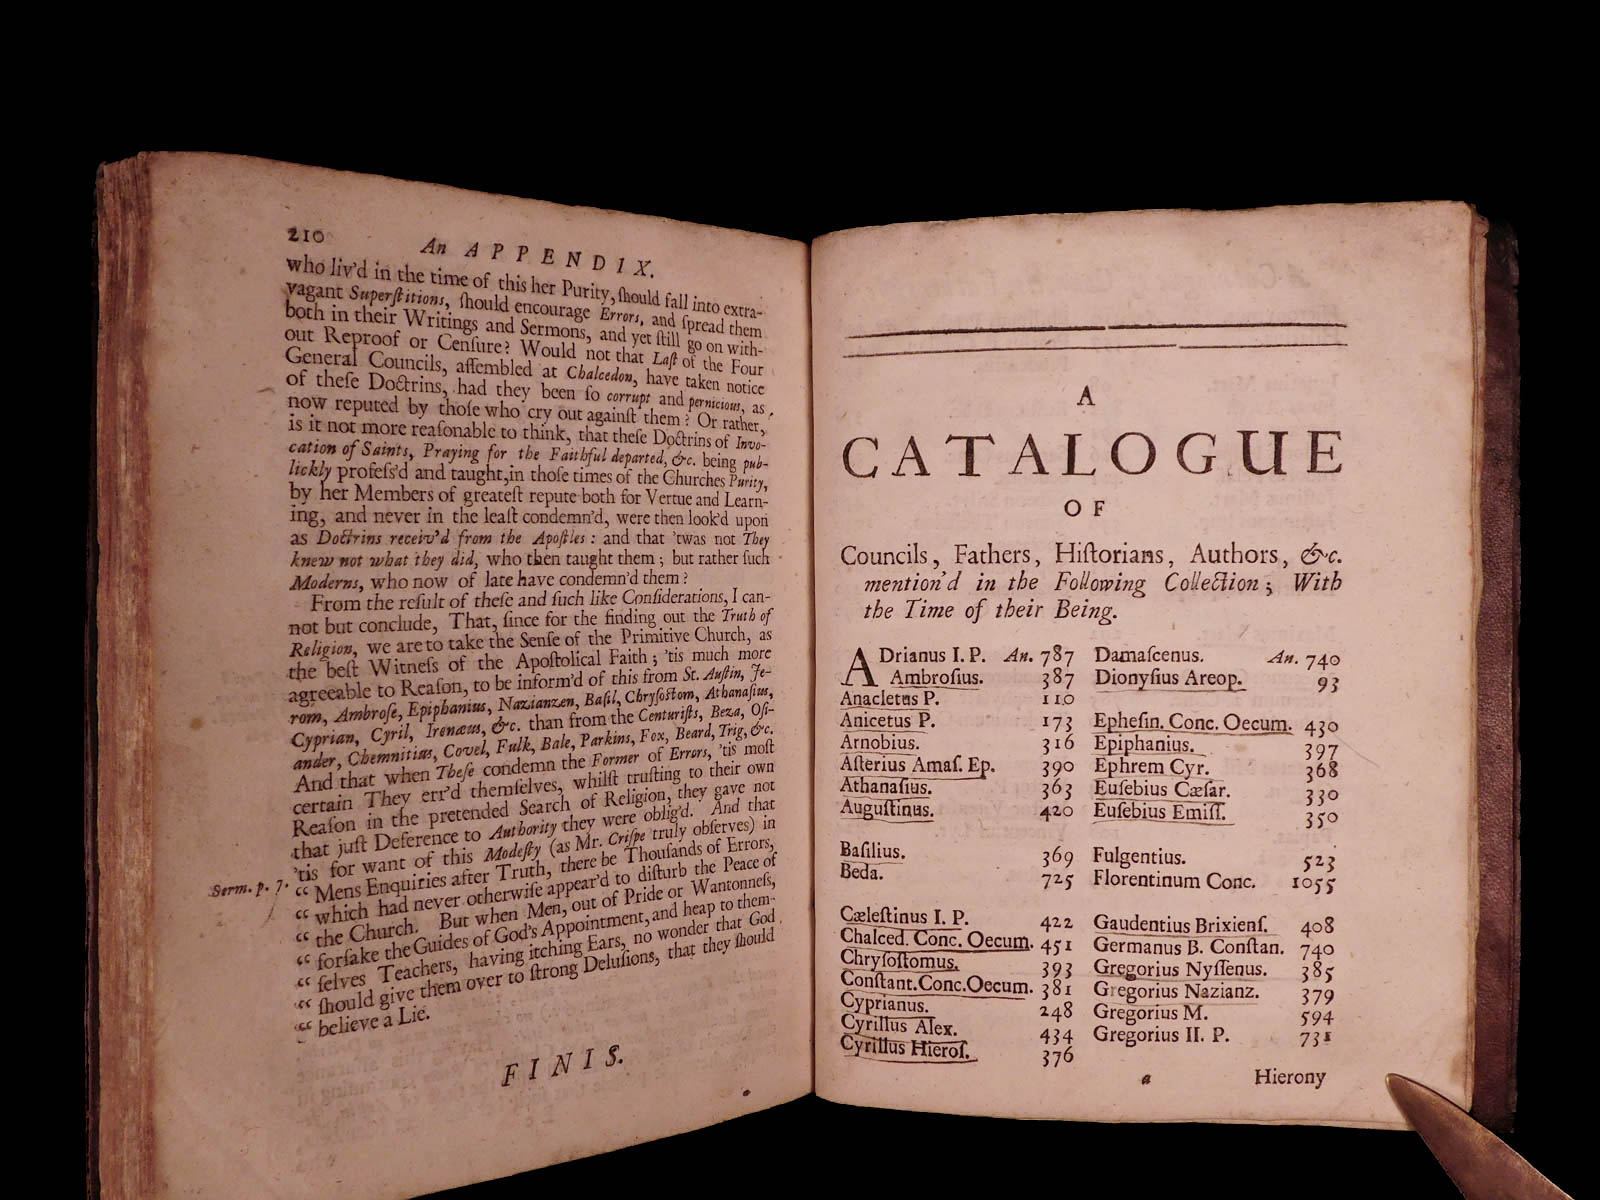 210
An APPENDIX.
who liv'd in the time of this her Purity, ſhould fall into extra-
vagant Superſtitions, ſhould encourage Errors, and ſpread them
both in their Writings and Sermons, and yet ſtill go on with-
out Reproof or Cenſure? Would not that Laſt of the Four
General Councils, aſſembled at Chalcedon, have taken notice
of theſe Doctrins, had they been ſo corrupt and pernicious, as
now reputed by thoſe who cry out againſt them? Or rather,
is it not more reaſonable to think, that theſe Doctrins of Invo-
cation of Saints, Praying for the Faithful departed, &c. being pub-
lickly profeſs'd and taught, in thoſe times of the Churches Purity,
by her Members of greateſt repute both for Vertue and Learn-
ing, and never in the leaſt condemn'd, were then look'd upon
as Doctrins receiv'd from the Apoſtles: and that 'twas not They
knew not what they did, who then taught them; but rather ſuch
Moderns, who now of late have condemn'd them?
From the reſult of theſe and ſuch like Conſiderations, I can-
not but conclude, That, ſince for the finding out the Truth of
Religion, we are to take the Senſe of the Primitive Church, as
the beſt Witneſs of the Apoſtolical Faith; 'tis much more
agreeable to Reaſon, to be inform'd of this from St. Auſtin, Je-
rom, Ambroſe, Epiphanius, Nazianzen, Baſil, Chryſoſtom, Athanaſius,
Cyprian, Cyril, Irenæus, &c. than from the Centuriſts, Beza, Oſi-
ander, Chemnitius, Covel, Fulk, Bale, Parkins, Fox, Beard, Trig, &c.
And that when Theſe condemn the Former of Errors, 'tis moſt
certain They err'd themſelves, whilſt truſting to their own
Reaſon in the pretended Search of Religion, they gave not
that juſt Deference to Authority they were oblig'd. And that
'tis for want of this Modeſty (as Mr. Criſpe truly obſerves) in
Serm. p. 7.
“ Mens Enquiries after Truth, there be Thouſands of Errors,
“ which had never otherwiſe appear'd to diſturb the Peace of
“ the Church. But when Men, out of Pride or Wantonneſs,
“ forſake the Guides of God's Appointment, and heap to them-
“ ſelves Teachers, having itching Ears, no wonder that God
“ ſhould give them over to ſtrong Deluſions, that they ſhould
“ believe a Lie.
FINIS.
A
CATALOGUE
OF
Councils, Fathers, Hiſtorians, Authors, &c.
mention'd in the Following Collection; With
the Time of their Being.
ADrianus I. P. An. 787
Ambroſius. 387
Anacletus P. 110
Anicetus P. 173
Arnobius. 316
Aſterius Amaſ. Ep. 390
Athanaſius. 363
Auguſtinus. 420
Baſilius. 369
Beda. 725
Cæleſtinus I. P. 422
Chalced. Conc. Oecum. 451
Chryſoſtomus. 393
Conſtant. Conc. Oecum. 381
Cyprianus. 248
Cyrillus Alex. 434
Cyrillus Hieroſ. 376
Damaſcenus. An. 740
Dionyſius Areop. 93
Epheſin. Conc. Oecum. 430
Epiphanius. 397
Ephrem Cyr. 368
Euſebius Cæſar. 330
Euſebius Emiſſ. 350
Fulgentius. 523
Florentinum Conc. 1055
Gaudentius Brixienſ. 408
Germanus B. Conſtan. 740
Gregorius Nyſſenus. 385
Gregorius Nazianz. 379
Gregorius M. 594
Gregorius II. P. 731
a
Hierony